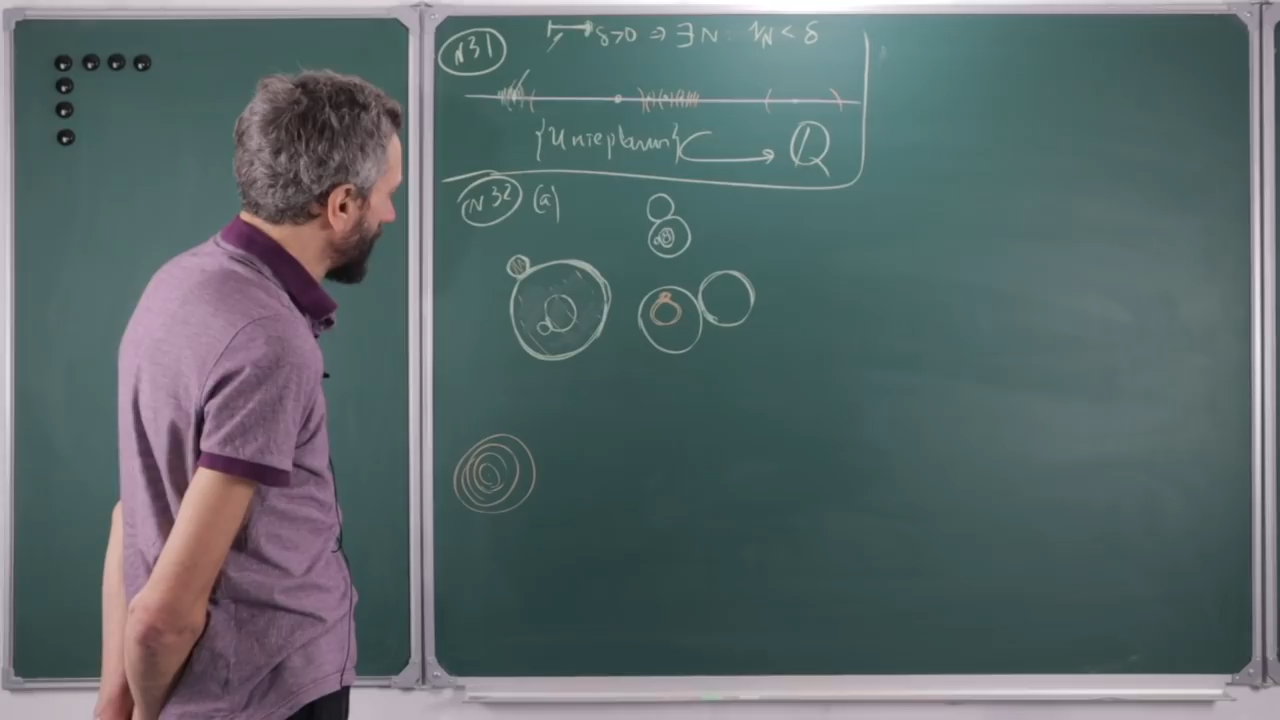 №31 δ>0 ⇒ ∃ N : 1/N < δ
{Интервалы} Q
№32 (a)